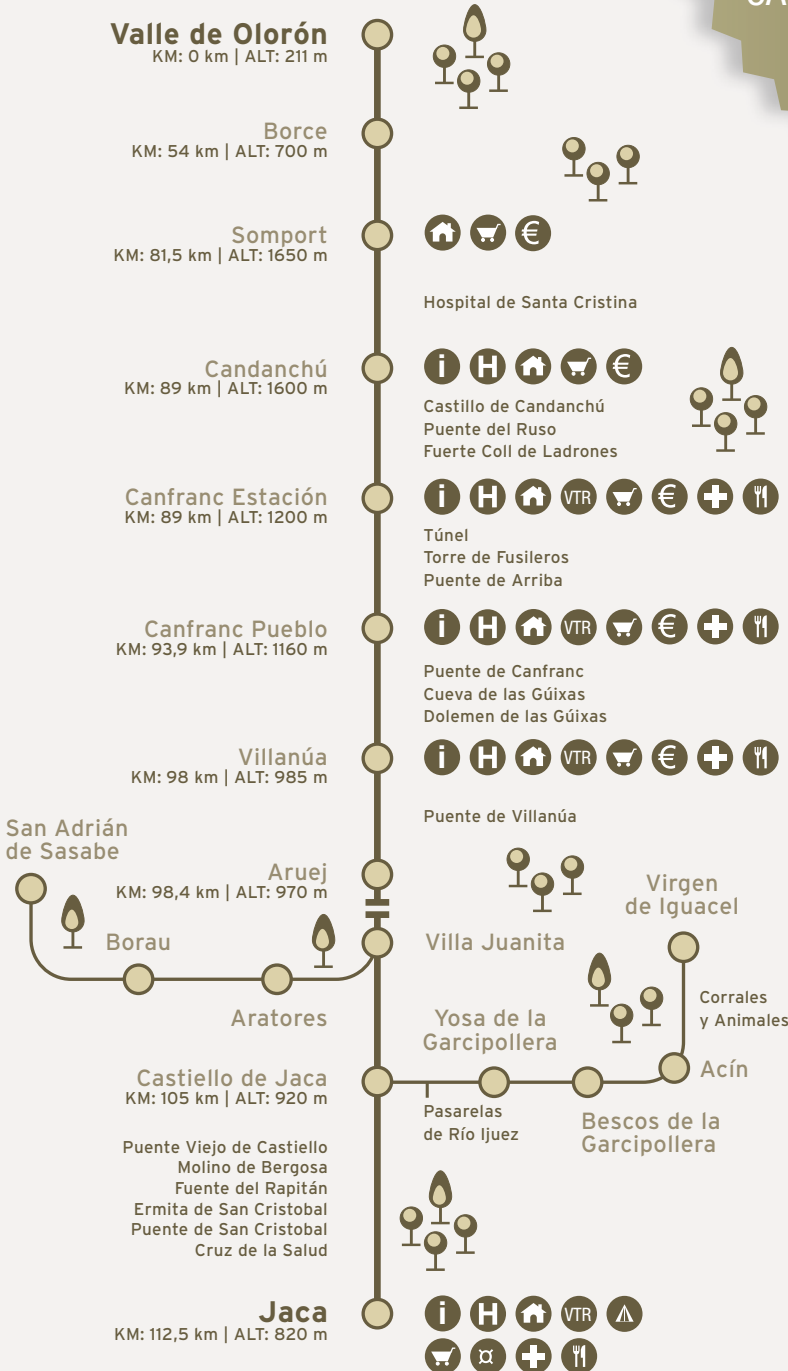 Valle de Olorón
KM: 0 km | ALT: 211 m
Borce
KM: 54 km | ALT: 700 m
Somport
KM: 81,5 km | ALT: 1650 m
€
Hospital de Santa Cristina
Candanchú
KM: 89 km | ALT: 1600 m
i H €
Castillo de Candanchú
Puente del Ruso
Fuerte Coll de Ladrones
Canfranc Estación
KM: 89 km | ALT: 1200 m
i H VTR €
Túnel
Torre de Fusileros
Puente de Arriba
Canfranc Pueblo
KM: 93,9 km | ALT: 1160 m
i H VTR €
Puente de Canfranc
Cueva de las Gúixas
Dolemen de las Gúixas
Villanúa
KM: 98 km | ALT: 985 m
i H VTR €
Puente de Villanúa
San Adrián
de Sasabe
Aruej
KM: 98,4 km | ALT: 970 m
Virgen
de Iguacel
Borau
Villa Juanita
Aratores
Yosa de la
Garcipollera
Corrales
y Animales
Acín
Castiello de Jaca
KM: 105 km | ALT: 920 m
Pasarelas
de Río Ijuez
Bescos de la
Garcipollera
Puente Viejo de Castiello
Molino de Bergosa
Fuente del Rapitán
Ermita de San Cristobal
Puente de San Cristobal
Cruz de la Salud
Jaca
KM: 112,5 km | ALT: 820 m
i H VTR
¤